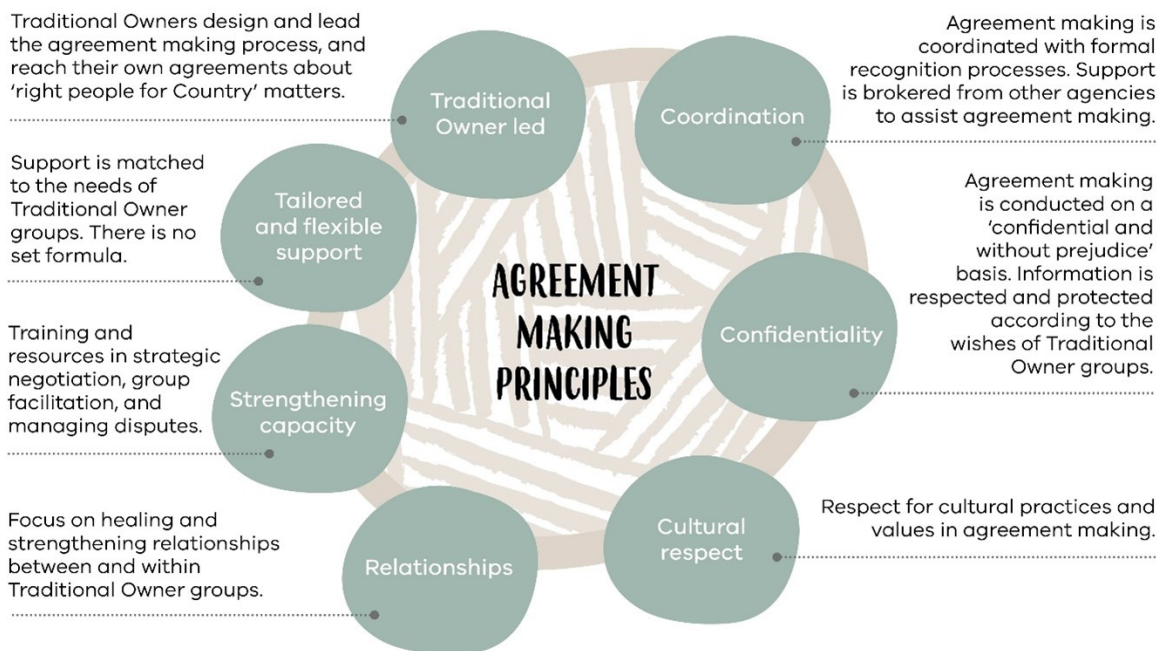 Traditional Owners design and lead
the agreement making process, and
reach their own agreements about
‘right people for Country’ matters.
Traditional
Owner led
Agreement making is
coordinated with formal
recognition processes. Support
is brokered from other agencies
to assist agreement making.
Coordination
Support is matched
to the needs of
Traditional Owner
groups. There is no
set formula.
Tailored
and flexible
support
Agreement making
is conducted on a
‘confidential and
without prejudice’
basis. Information is
respected and protected
according to the
wishes of Traditional
Owner groups.
Confidentiality
AGREEMENT
MAKING
PRINCIPLES
Training and
resources in strategic
negotiation, group
facilitation, and
managing disputes.
Strengthening
capacity
Respect for cultural practices and
values in agreement making.
Cultural
respect
Focus on healing and
strengthening relationships
between and within
Traditional Owner groups.
Relationships